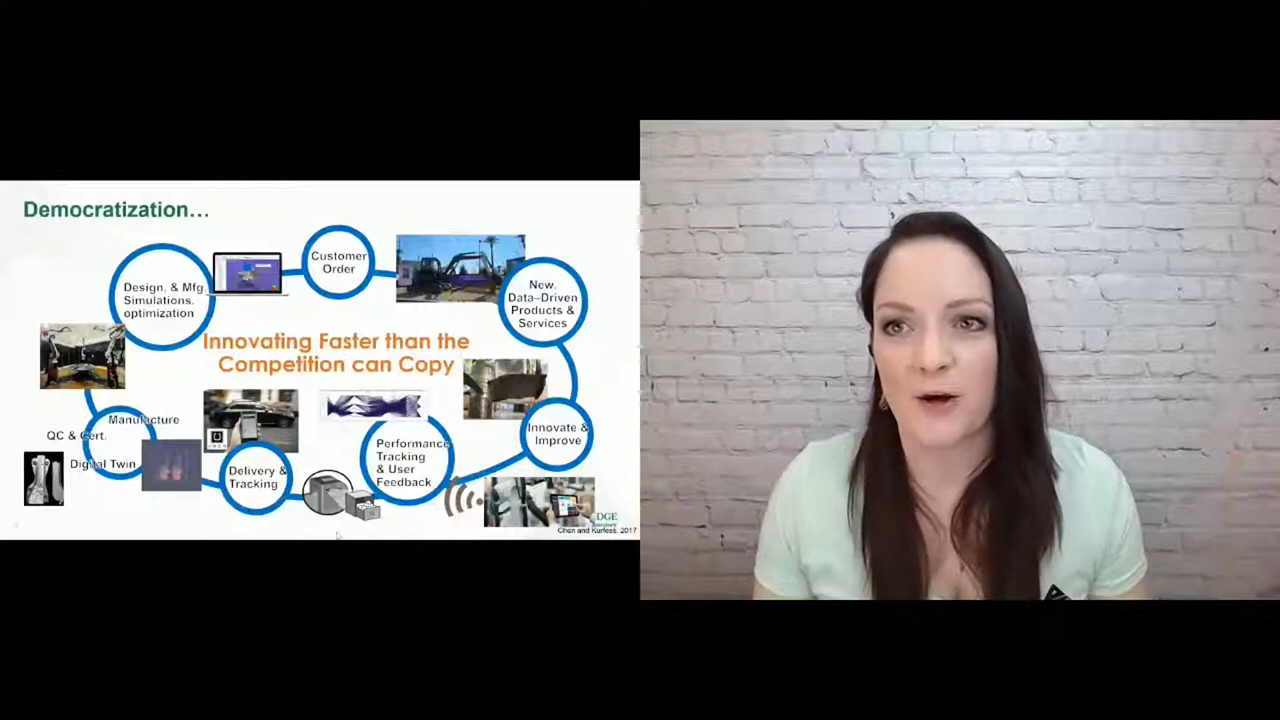 Democratization…
Customer
Order
Design, & Mfg
Simulations,
optimization
New,
Data–Driven
Products &
Services
Innovating Faster than the
Competition can Copy
Manufacture
QC & Cert.
Digital Twin
Delivery &
Tracking
Performance
Tracking
& User
Feedback
Innovate &
Improve
DGE
Chen and Kurfess, 2017